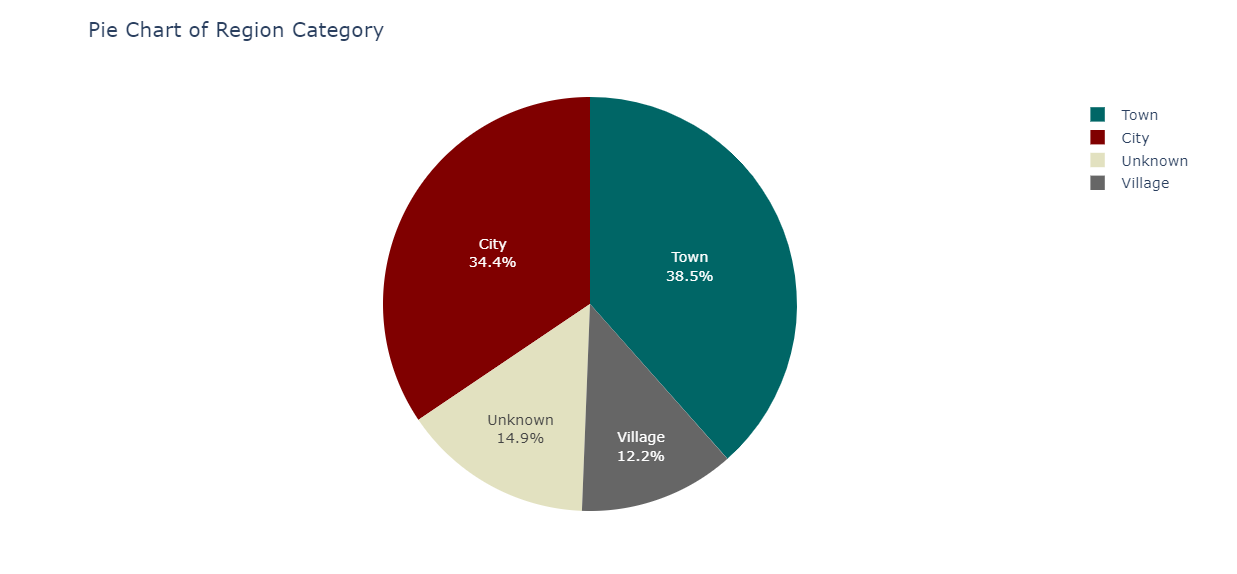 Pie Chart of Region Category
Town
City
Unknown
Village
City
34.4%
Town
38.5%
Unknown
14.9%
Village
12.2%